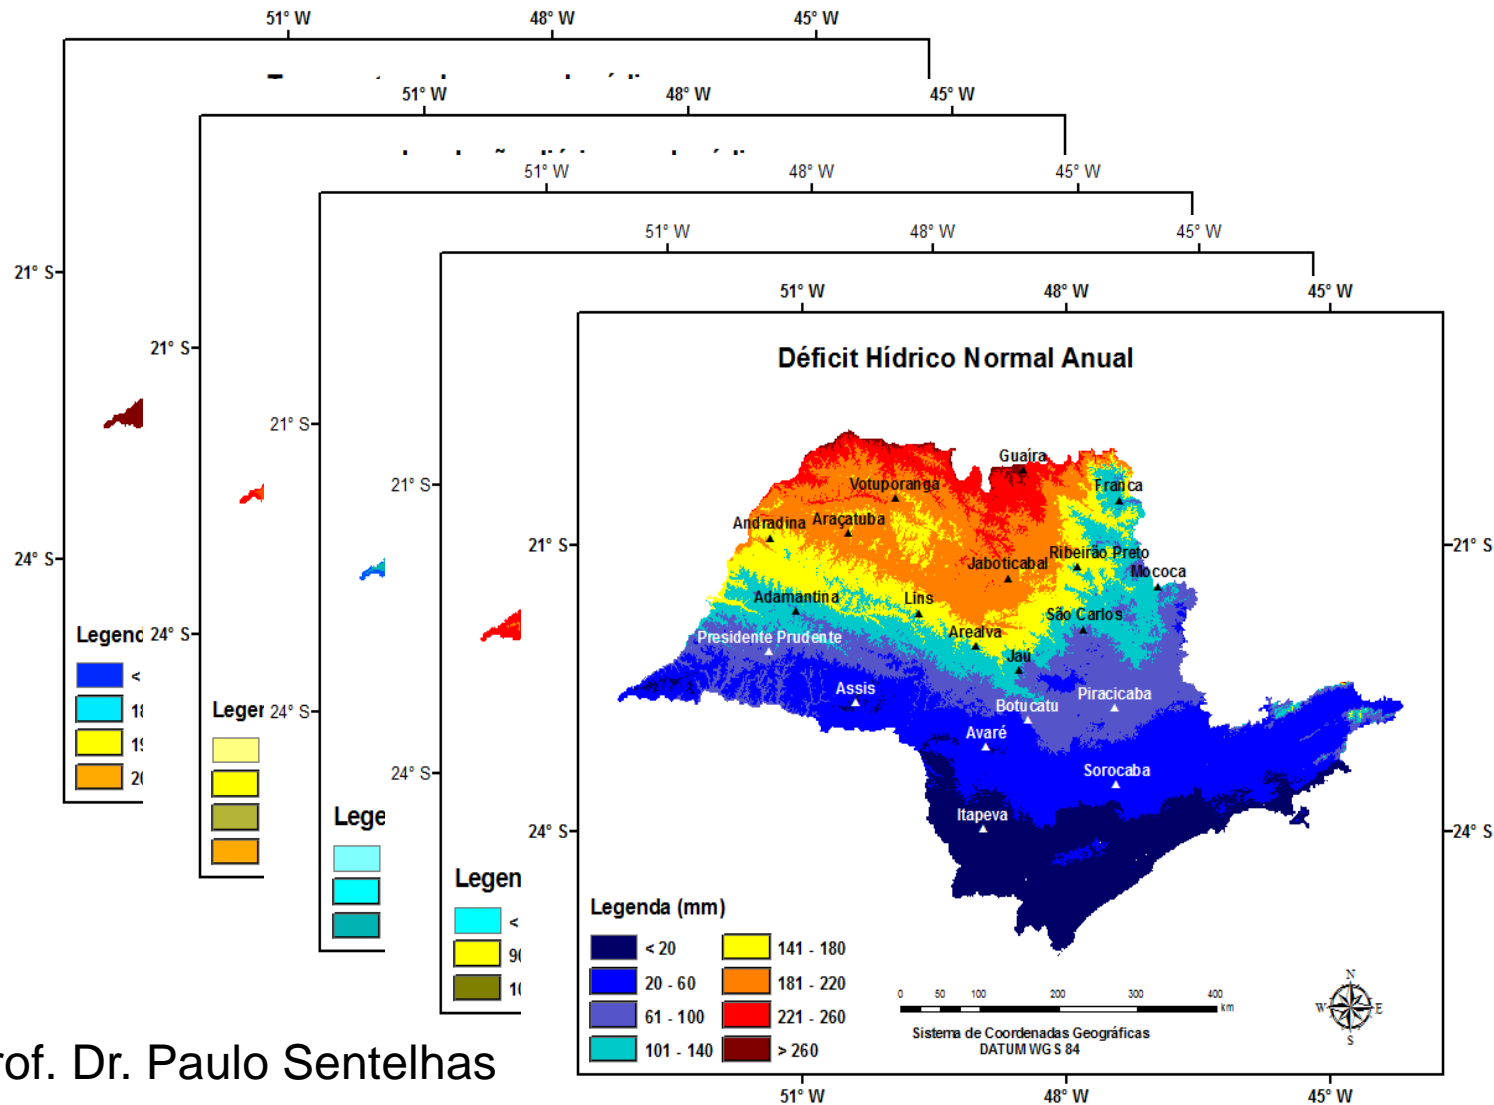 51° W 48° W 45° W
51° W 48° W 45° W
51° W 48° W 45° W
51° W 48° W 45° W
51° W 48° W 45° W
Déficit Hídrico Normal Anual
21° S
21° S
21° S
21° S
21° S 21° S
24° S
24° S
24° S
24° S
24° S 24° S
Guaíra
Votuporanga
Franca
Andradina
Araçatuba
Ribeirão Preto
Jaboticabal
Mococa
Adamantina
Lins
São Carlos
Arealva
Presidente Prudente
Jaú
Assis
Piracicaba
Botucatu
Avaré
Sorocaba
Itapeva
<
<
Legenda (mm)
< 20 141 - 180
20 - 60 181 - 220
61 - 100 221 - 260
101 - 140 > 260
0 50 100 200 300 400
km
Sistema de Coordenadas Geográficas
DATUM WGS 84
N
W E
S
51° W 48° W 45° W
rof. Dr. Paulo Sentelhas